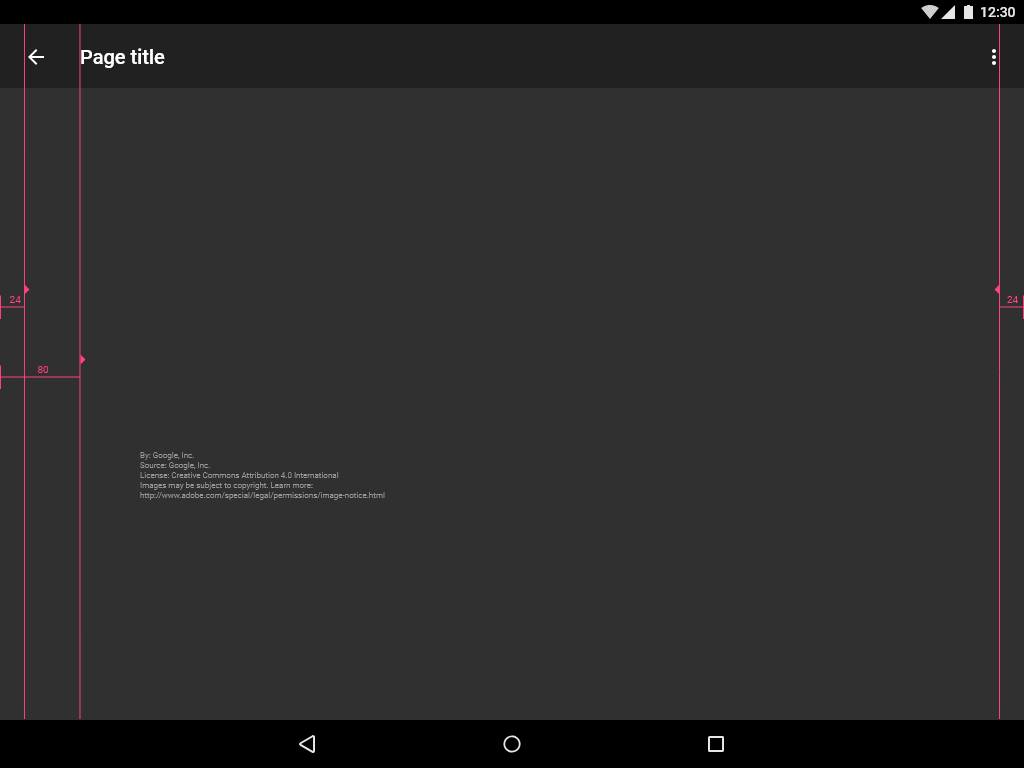 12:30
Page title
24
24
80
By: Google, Inc.
Source: Google, Inc.
License: Creative Commons Attribution 4.0 International
Images may be subject to copyright. Learn more:
http://www.adobe.com/special/legal/permissions/image-notice.html